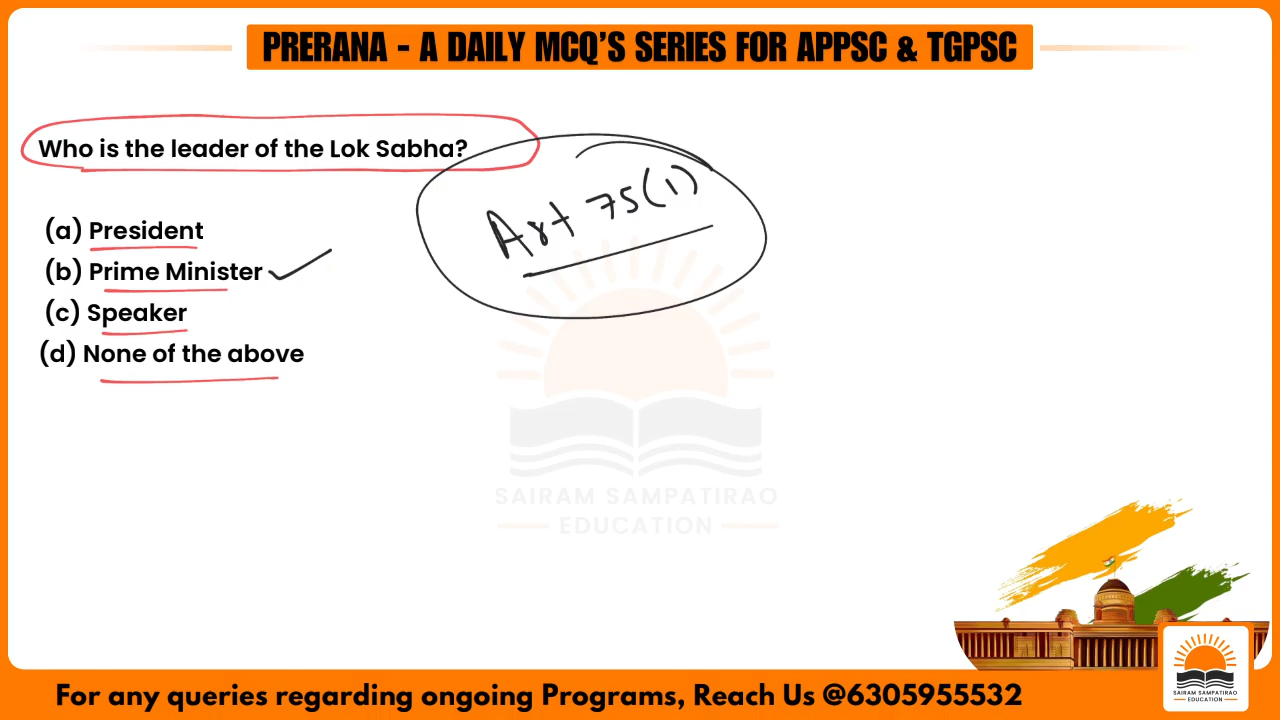 PRERANA - A DAILY MCQ'S SERIES FOR APPSC & TGPSC
Who is the leader of the Lok Sabha?
Art 75(1)
(a) President
(b) Prime Minister
(c) Speaker
(d) None of the above
SAIRAM SAMPATIRAO
EDUCATION
For any queries regarding ongoing Programs, Reach Us @6305955532
SAIRAM SAMPATIRAO
EDUCATION